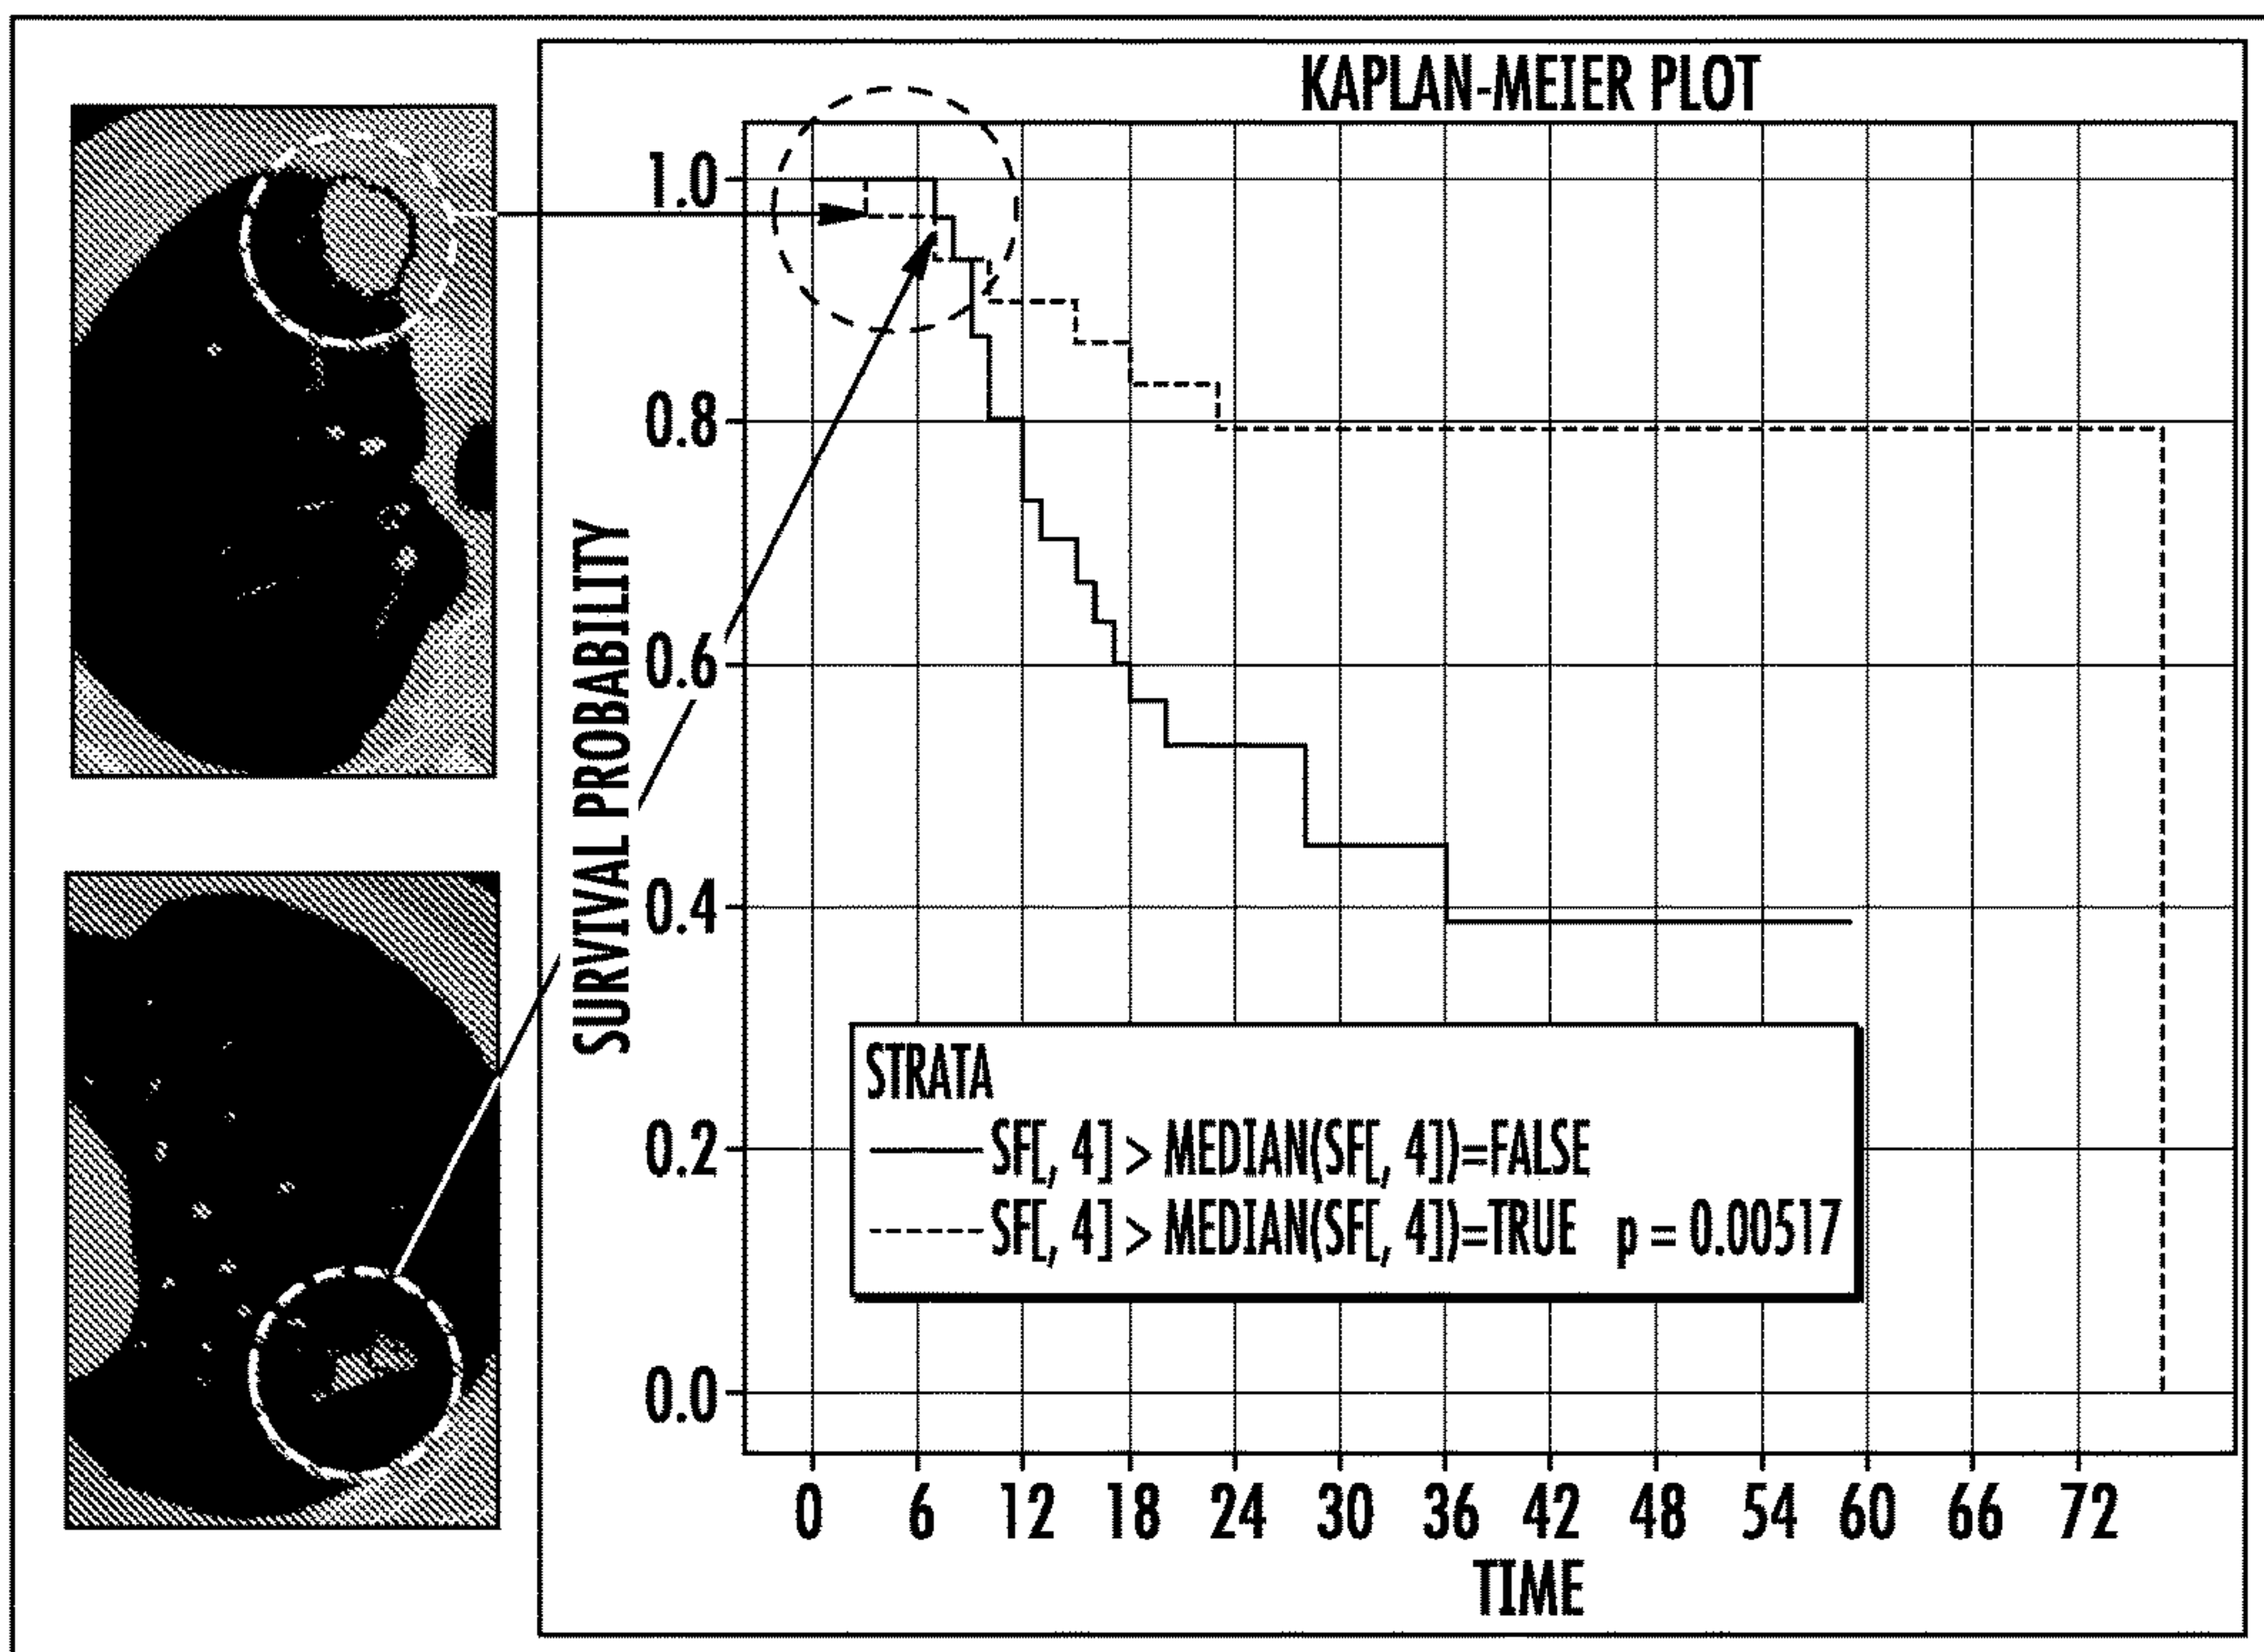 KAPLAN-MEIER PLOT
SURVIVAL PROBABILITY
1.0
0.8
0.6
0.4
0.2
0.0
STRATA
SF[, 4] > MEDIAN(SF[, 4])=FALSE
SF[, 4] > MEDIAN(SF[, 4])=TRUE p = 0.00517
0 6 12 18 24 30 36 42 48 54 60 66 72
TIME